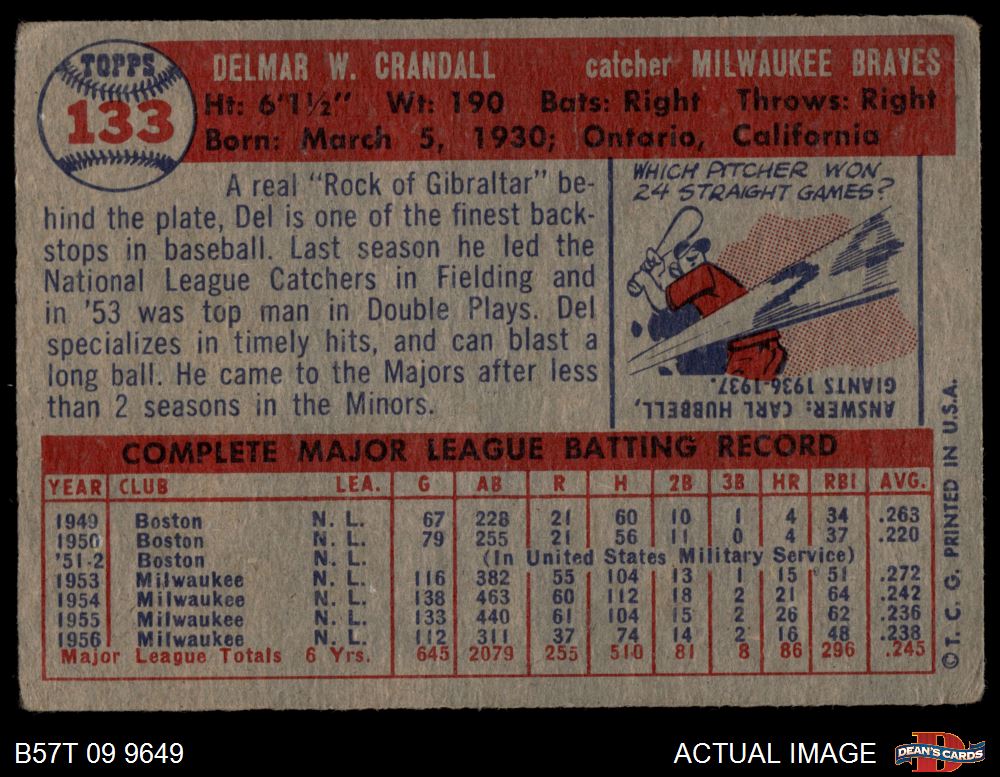 TOPPS
133
DELMAR W. CRANDALL catcher MILWAUKEE BRAVES
Ht: 6'1½" Wt: 190 Bats: Right Throws: Right
Born: March 5, 1930; Ontario, California
A real "Rock of Gibraltar" be-
hind the plate, Del is one of the finest back-
stops in baseball. Last season he led the
National League Catchers in Fielding and
in '53 was top man in Double Plays. Del
specializes in timely hits, and can blast a
long ball. He came to the Majors after less
than 2 seasons in the Minors.
WHICH PITCHER WON
24 STRAIGHT GAMES?
24
ANSWER: CARL HUBBELL,
GIANTS 1936-1937.
COMPLETE MAJOR LEAGUE BATTING RECORD
YEAR CLUB LEA. G AB R H 2B 3B HR RBI AVG.
1949 Boston N. L. 67 228 21 60 10 1 4 34 .263
1950 Boston N. L. 79 255 21 56 11 0 4 37 .220
'51-2 Boston N. L. (In United States Military Service)
1953 Milwaukee N. L. 116 382 55 104 13 1 15 51 .272
1954 Milwaukee N. L. 138 463 60 112 18 2 21 64 .242
1955 Milwaukee N. L. 133 440 61 104 15 2 26 62 .236
1956 Milwaukee N. L. 112 311 37 74 14 2 16 48 .238
Major League Totals 6 Yrs. 645 2079 255 510 81 8 86 296 .245
© T. C. G. PRINTED IN U.S.A.
B57T 09 9649
ACTUAL IMAGE
DEAN'S CARDS